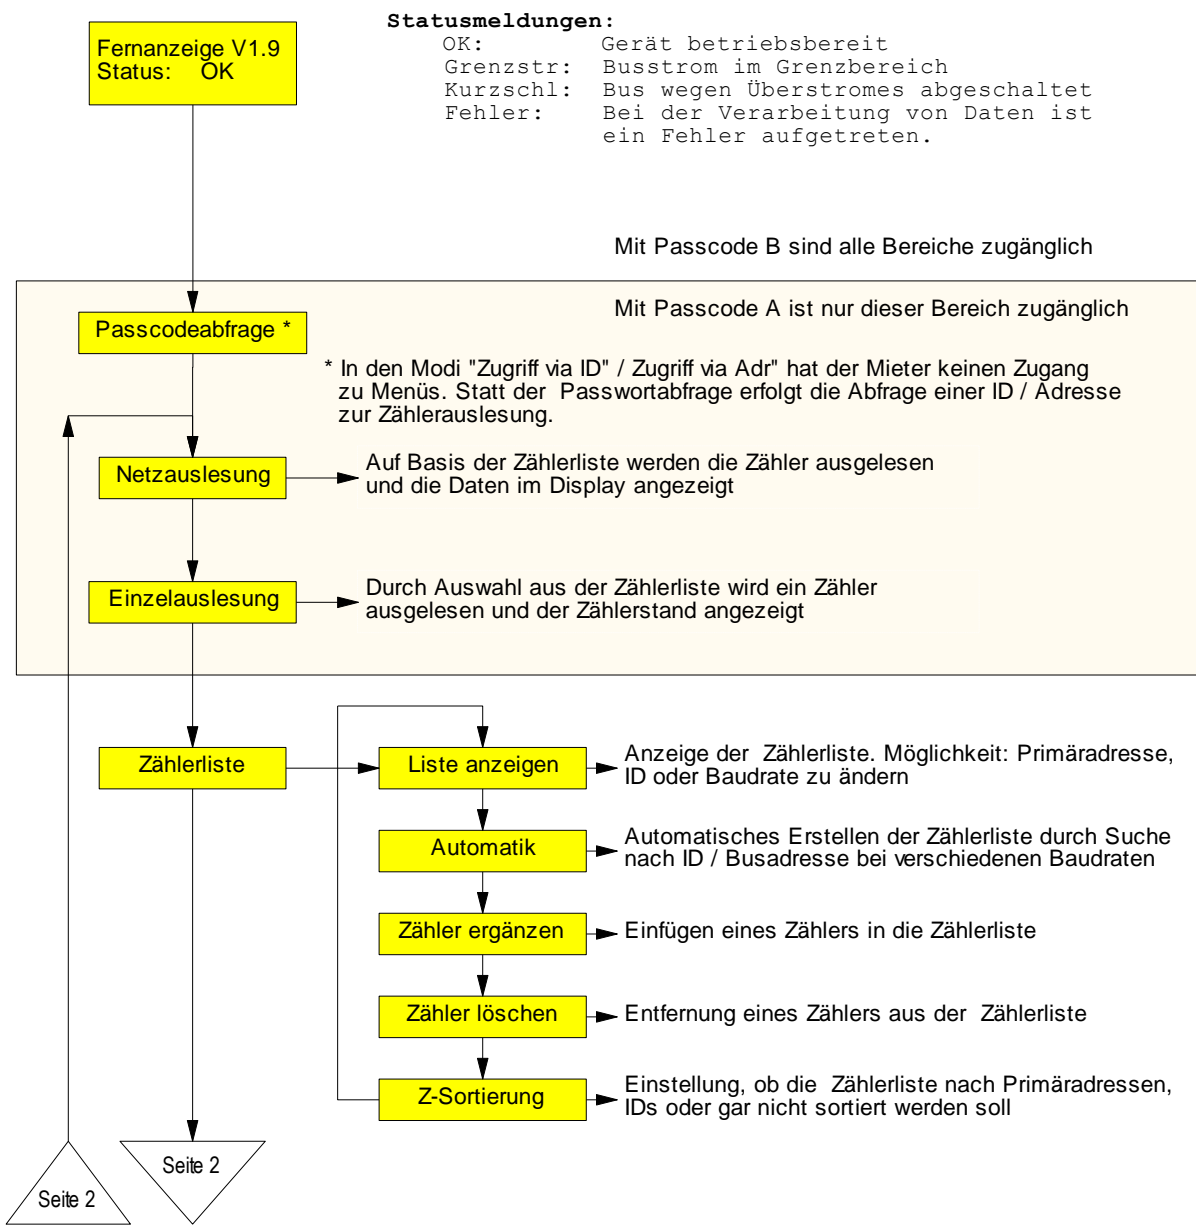 Fernanzeige V1.9
Status: OK
Statusmeldungen:
OK: Gerät betriebsbereit
Grenzstr: Busstrom im Grenzbereich
Kurzschl: Bus wegen Überstromes abgeschaltet
Fehler: Bei der Verarbeitung von Daten ist
ein Fehler aufgetreten.
Mit Passcode B sind alle Bereiche zugänglich
Mit Passcode A ist nur dieser Bereich zugänglich
Passcodeabfrage *
* In den Modi "Zugriff via ID" / Zugriff via Adr" hat der Mieter keinen Zugang
zu Menüs. Statt der Passwortabfrage erfolgt die Abfrage einer ID / Adresse
zur Zählerauslesung.
Netzauslesung
Auf Basis der Zählerliste werden die Zähler ausgelesen
und die Daten im Display angezeigt
Einzelauslesung
Durch Auswahl aus der Zählerliste wird ein Zähler
ausgelesen und der Zählerstand angezeigt
Zählerliste
Liste anzeigen
Anzeige der Zählerliste. Möglichkeit: Primäradresse,
ID oder Baudrate zu ändern
Automatik
Automatisches Erstellen der Zählerliste durch Suche
nach ID / Busadresse bei verschiedenen Baudraten
Zähler ergänzen
Einfügen eines Zählers in die Zählerliste
Zähler löschen
Entfernung eines Zählers aus der Zählerliste
Z-Sortierung
Einstellung, ob die Zählerliste nach Primäradressen,
IDs oder gar nicht sortiert werden soll
Seite 2
Seite 2